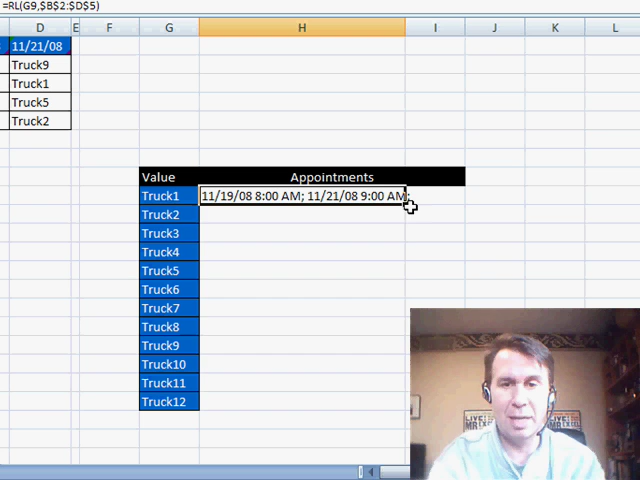 =RL(G9,$B$2:$D$5)
D E F G H I J K L
11/21/08
Truck9
Truck1
Truck5
Truck2
Value Appointments
Truck1 11/19/08 8:00 AM; 11/21/08 9:00 AM;
Truck2
Truck3
Truck4
Truck5
Truck6
Truck7
Truck8
Truck9
Truck10
Truck11
Truck12
LIVE